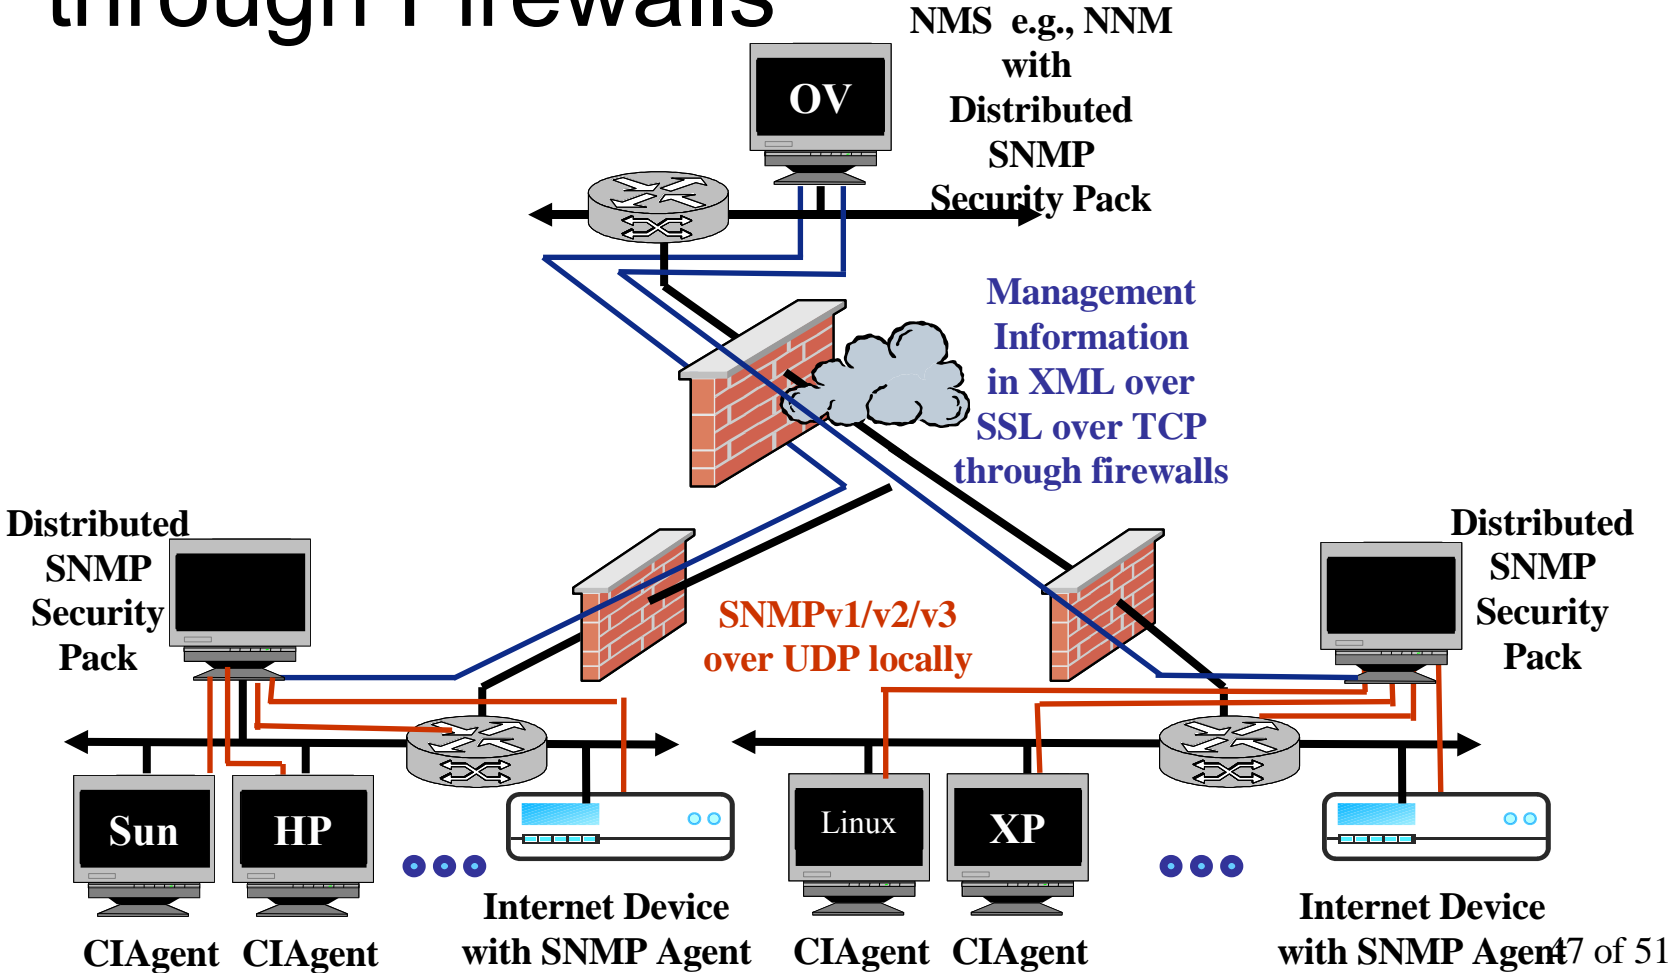 through Firewalls
NMS e.g., NNM
with
Distributed
SNMP
Security Pack
OV
Management
Information
in XML over
SSL over TCP
through firewalls
Distributed
SNMP
Security
Pack
SNMPv1/v2/v3
over UDP locally
Distributed
SNMP
Security
Pack
Sun
HP
Linux
XP
Internet Device
with SNMP Agent
Internet Device
with SNMP Agent
CIAgent
CIAgent
CIAgent
CIAgent
47 of 51